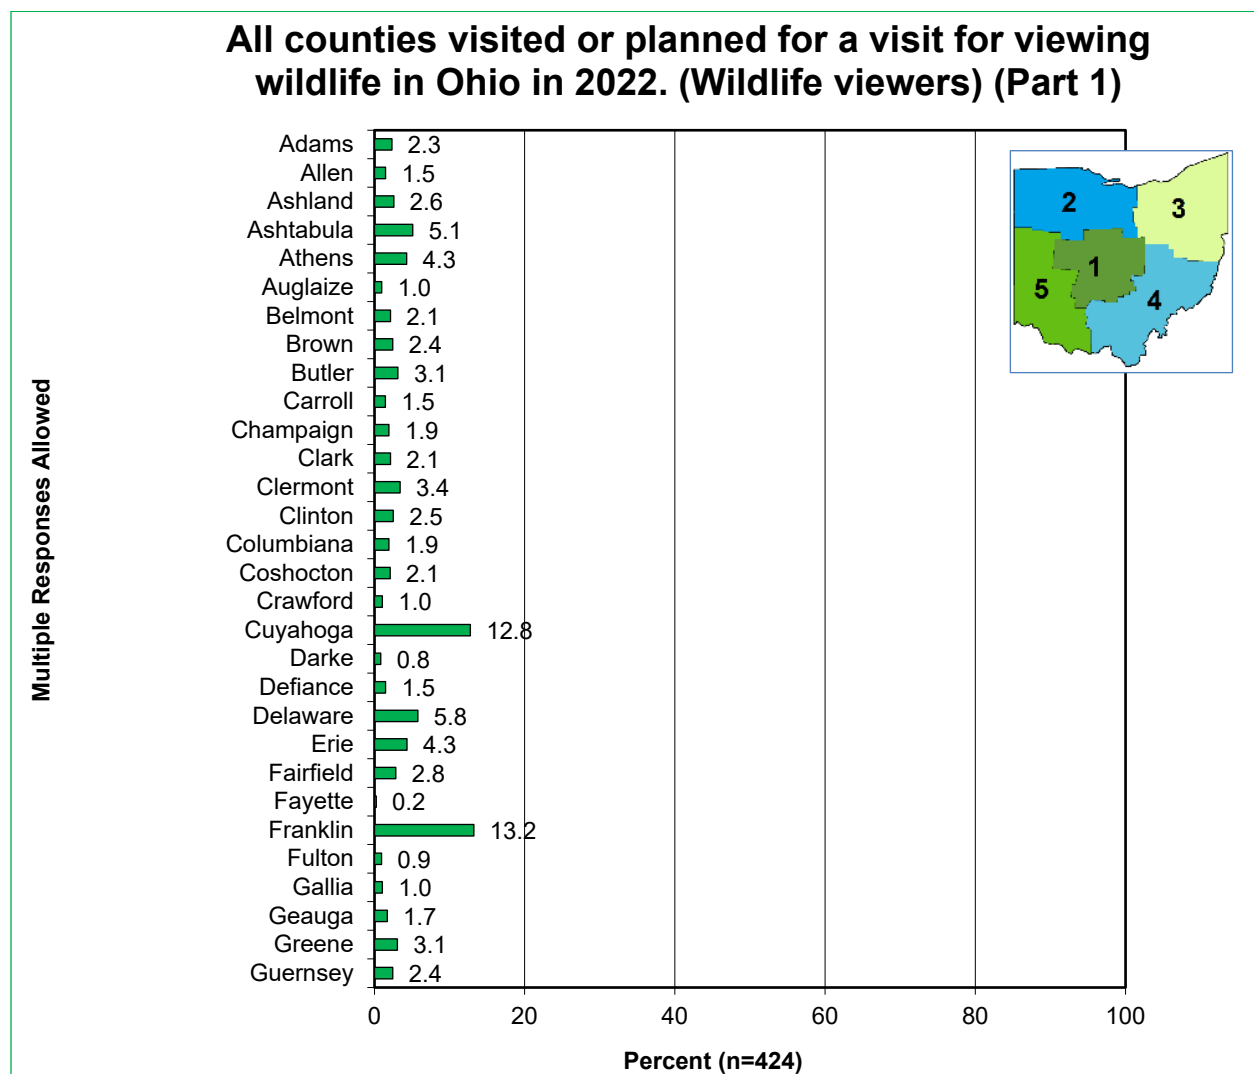 All counties visited or planned for a visit for viewing
wildlife in Ohio in 2022. (Wildlife viewers) (Part 1)
Multiple Responses Allowed
Adams 2.3
Allen 1.5
Ashland 2.6
Ashtabula 5.1
Athens 4.3
Auglaize 1.0
Belmont 2.1
Brown 2.4
Butler 3.1
Carroll 1.5
Champaign 1.9
Clark 2.1
Clermont 3.4
Clinton 2.5
Columbiana 1.9
Coshocton 2.1
Crawford 1.0
Cuyahoga 12.8
Darke 0.8
Defiance 1.5
Delaware 5.8
Erie 4.3
Fairfield 2.8
Fayette 0.2
Franklin 13.2
Fulton 0.9
Gallia 1.0
Geauga 1.7
Greene 3.1
Guernsey 2.4
0 20 40 60 80 100
Percent (n=424)
2
3
1
5
4